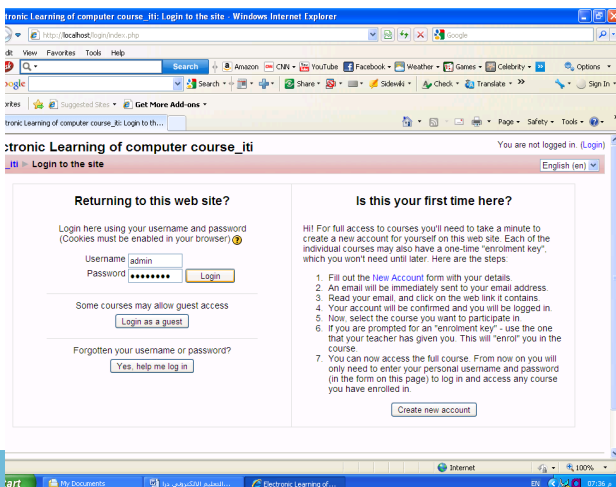 tronic Learning of computer course_iti: Login to the site - Windows Internet Explorer
http://localhost/login/index.php
Google
dit View Favorites Tools Help
Search
Amazon CNN YouTube Facebook Weather Games Celebrity Options
oogle
Search Share Sidewiki Check Translate Sign In
orites Suggested Sites Get More Add-ons
tronic Learning of computer course_iti: Login to th...
Page Safety Tools
ctronic Learning of computer course_iti
You are not logged in. (Login)
_iti ► Login to the site
English (en)
Returning to this web site?
Login here using your username and password
(Cookies must be enabled in your browser)
Username admin
Password ●●●●●●●● Login
Some courses may allow guest access
Login as a guest
Forgotten your username or password?
Yes, help me log in
Is this your first time here?
Hi! For full access to courses you'll need to take a minute to
create a new account for yourself on this web site. Each of the
individual courses may also have a one-time "enrolment key",
which you won't need until later. Here are the steps:
1. Fill out the New Account form with your details.
2. An email will be immediately sent to your email address.
3. Read your email, and click on the web link it contains.
4. Your account will be confirmed and you will be logged in.
5. Now, select the course you want to participate in.
6. If you are prompted for an "enrolment key" - use the one
that your teacher has given you. This will "enrol" you in the
course.
7. You can now access the full course. From now on you will
only need to enter your personal username and password
(in the form on this page) to log in and access any course
you have enrolled in.
Create new account
Internet
100%
tart
My Documents
التعليم الالكترونى
Electronic Learning of...
EN
07:36 م